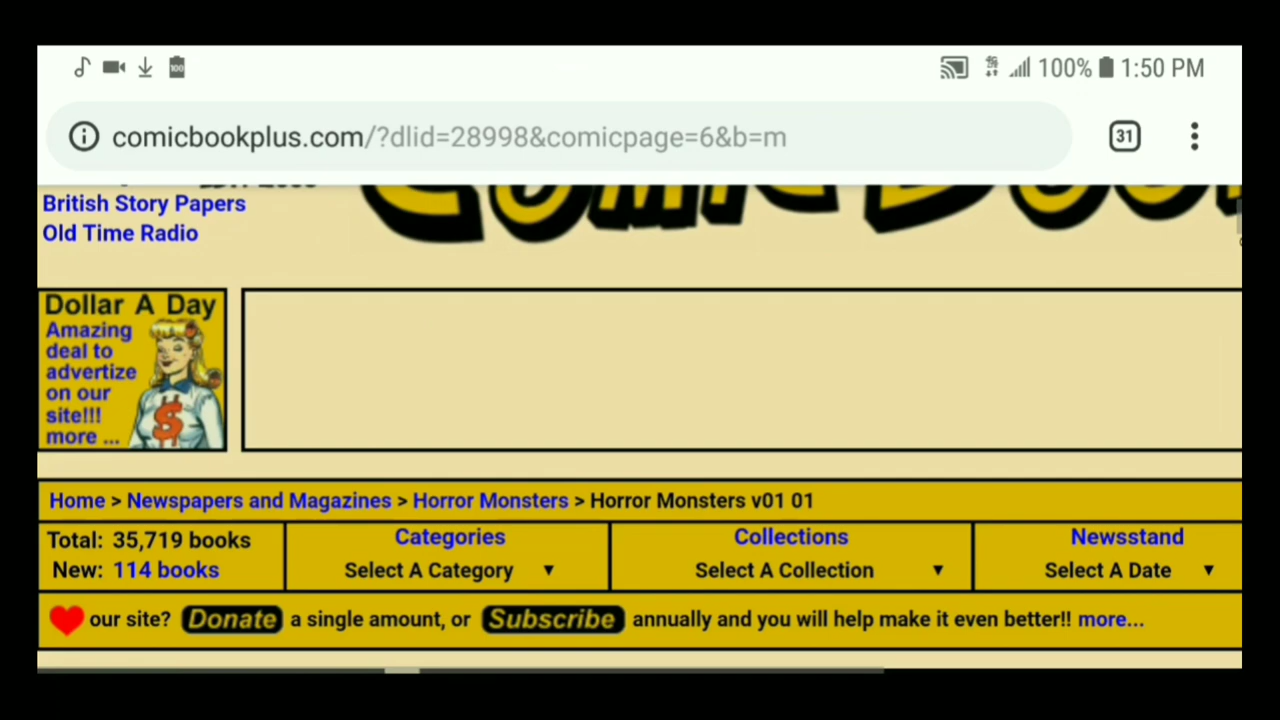 100% 1:50 PM
comicbookplus.com/?dlid=28998&comicpage=6&b=m 31
British Story Papers
Old Time Radio
Dollar A Day
Amazing
deal to
advertize
on our
site!!!
more ...
$
Home > Newspapers and Magazines > Horror Monsters > Horror Monsters v01 01
Total: 35,719 books
New: 114 books
Categories
Select A Category ▼
Collections
Select A Collection ▼
Newsstand
Select A Date ▼
our site? Donate a single amount, or Subscribe annually and you will help make it even better!! more...